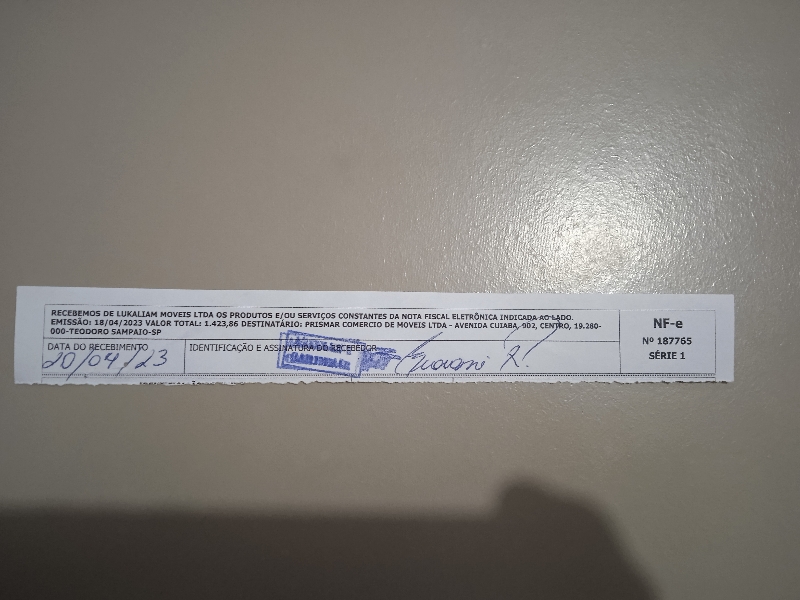 RECEBEMOS DE LUKALIAM MOVEIS LTDA OS PRODUTOS E/OU SERVIÇOS CONSTANTES DA NOTA FISCAL ELETRÔNICA INDICADA AO LADO.
EMISSÃO: 18/04/2023 VALOR TOTAL: 1.423,86 DESTINATÁRIO: PRISMAR COMERCIO DE MOVEIS LTDA - AVENIDA CUIABA, 902, CENTRO, 19.280-
000-TEODORO SAMPAIO-SP
DATA DO RECEBIMENTO
20/04/23
IDENTIFICAÇÃO E ASSINATURA DO RECEBEDOR
NF-e
Nº 187765
SÉRIE 1